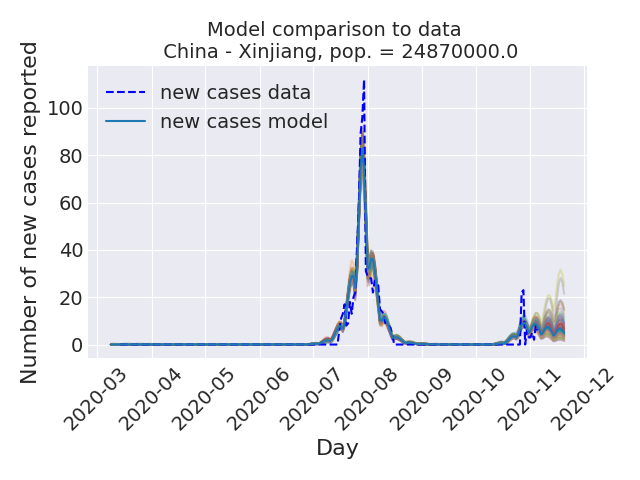 Model comparison to data
China - Xinjiang, pop. = 24870000.0
Number of new cases reported
new cases data
new cases model
100
80
60
40
20
0
2020-03
2020-04
2020-05
2020-06
2020-07
2020-08
2020-09
2020-10
2020-11
2020-12
Day